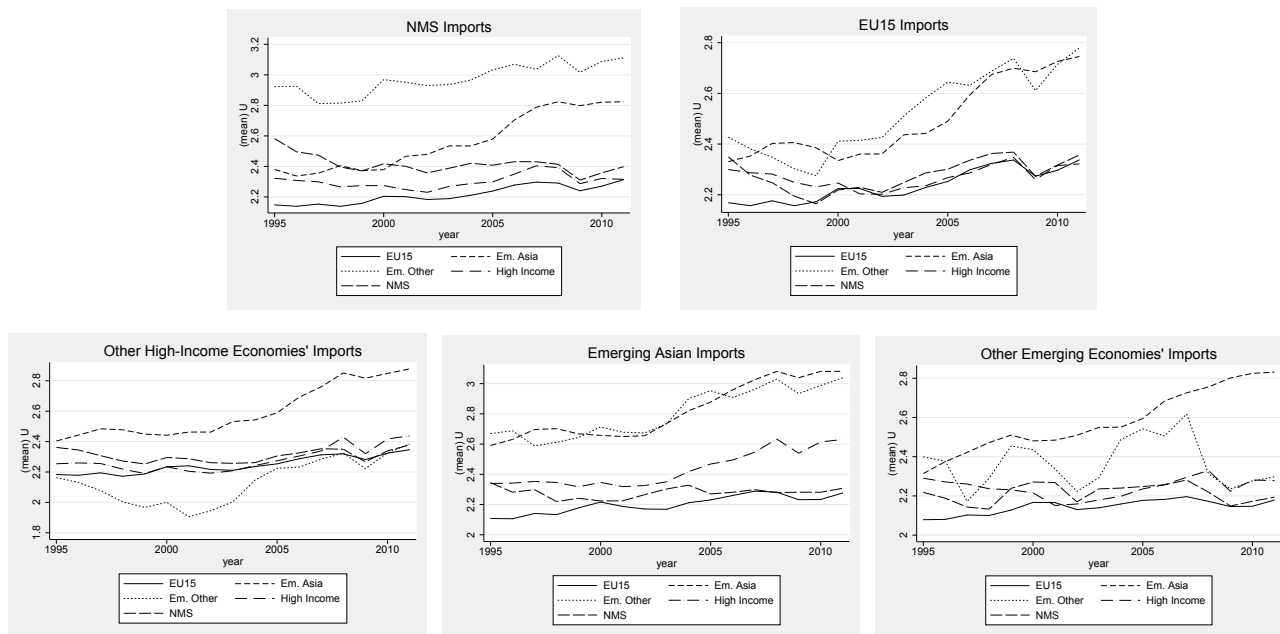 NMS Imports
(mean) U
3.2
3
2.8
2.6
2.4
2.2
1995 2000 2005 2010
year
EU15 Em. Asia
Em. Other High Income
NMS
EU15 Imports
(mean) U
2.8
2.6
2.4
2.2
1995 2000 2005 2010
year
EU15 Em. Asia
Em. Other High Income
NMS
Other High-Income Economies' Imports
(mean) U
2.8
2.6
2.4
2.2
2
1.8
1995 2000 2005 2010
year
EU15 Em. Asia
Em. Other High Income
NMS
Emerging Asian Imports
(mean) U
3
2.8
2.6
2.4
2.2
2
1995 2000 2005 2010
year
EU15 Em. Asia
Em. Other High Income
NMS
Other Emerging Economies' Imports
(mean) U
2.8
2.6
2.4
2.2
2
1995 2000 2005 2010
year
EU15 Em. Asia
Em. Other High Income
NMS